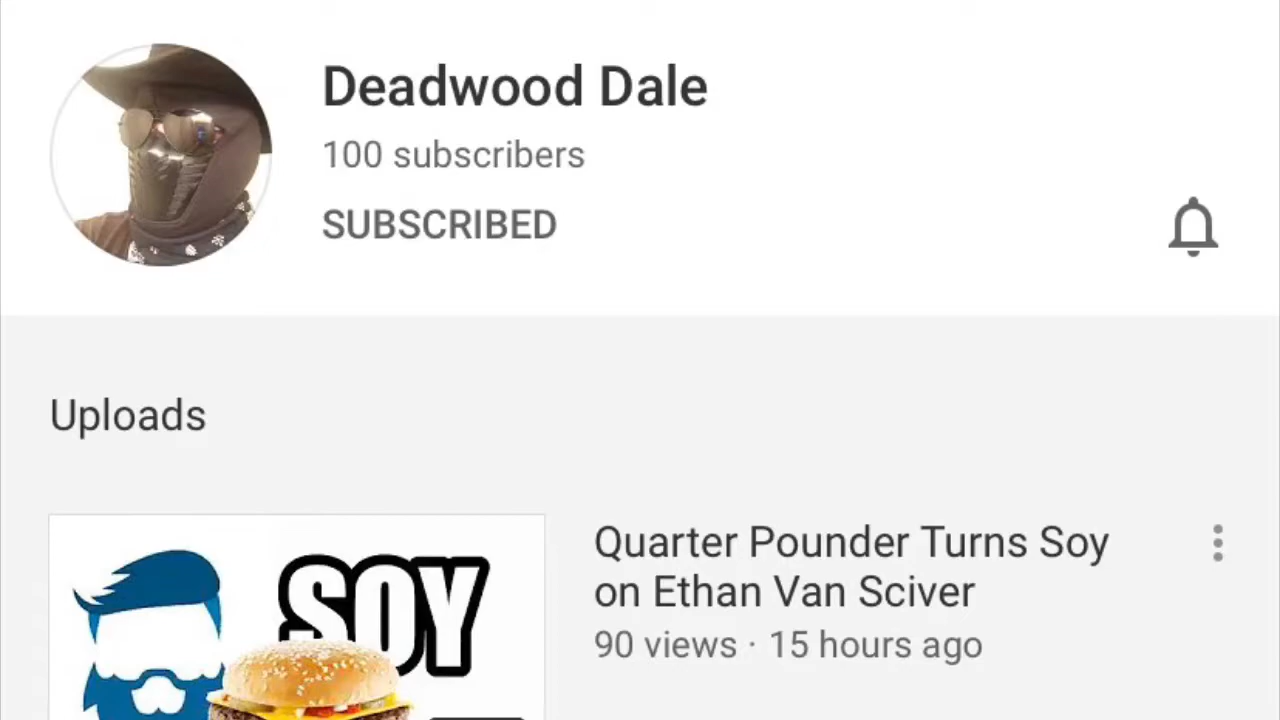 Deadwood Dale
100 subscribers
SUBSCRIBED
Uploads
SOY
Quarter Pounder Turns Soy
on Ethan Van Sciver
90 views · 15 hours ago